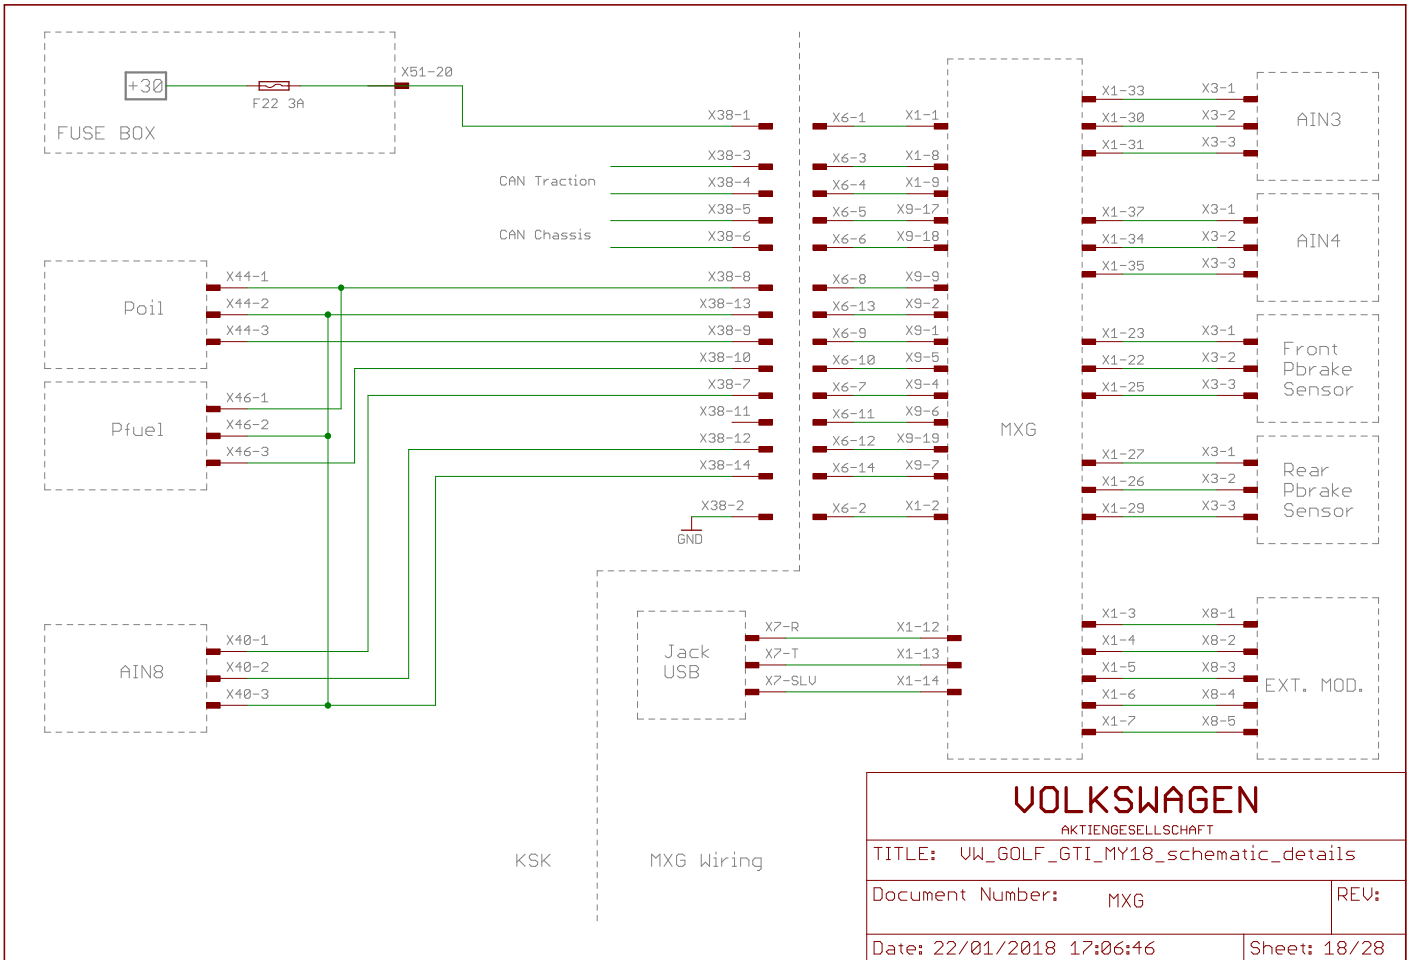 +30
F22 3A
X51-20
FUSE BOX
X38-1
X38-3
CAN Traction
X38-4
X38-5
CAN Chassis
X38-6
Poil
X44-1
X44-2
X44-3
X38-8
X38-13
X38-9
X38-10
X38-7
X38-11
X38-12
X38-14
X38-2
GND
Pfuel
X46-1
X46-2
X46-3
AIN8
X40-1
X40-2
X40-3
X6-1 X1-1
X6-3 X1-8
X6-4 X1-9
X6-5 X9-17
X6-6 X9-18
X6-8 X9-9
X6-13 X9-2
X6-9 X9-1
X6-10 X9-5
X6-7 X9-4
X6-11 X9-6
X6-12 X9-19
X6-14 X9-7
X6-2 X1-2
MXG
Jack
USB
X7-R X1-12
X7-T X1-13
X7-SLV X1-14
X1-33 X3-1
X1-30 X3-2
X1-31 X3-3
AIN3
X1-37 X3-1
X1-34 X3-2
X1-35 X3-3
AIN4
X1-23 X3-1
X1-22 X3-2
X1-25 X3-3
Front
Pbrake
Sensor
X1-27 X3-1
X1-26 X3-2
X1-29 X3-3
Rear
Pbrake
Sensor
X1-3 X8-1
X1-4 X8-2
X1-5 X8-3
X1-6 X8-4
X1-7 X8-5
EXT. MOD.
KSK
MXG Wiring
VOLKSWAGEN
AKTIENGESELLSCHAFT
TITLE: VW_GOLF_GTI_MY18_schematic_details
Document Number: MXG
REV:
Date: 22/01/2018 17:06:46
Sheet: 18/28